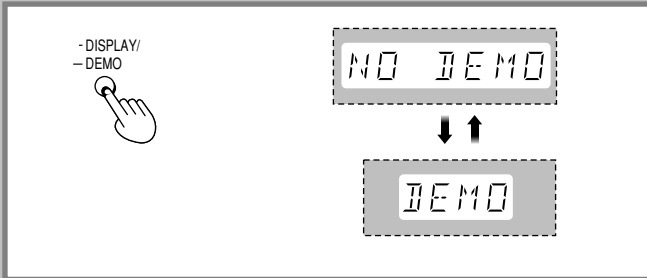 - DISPLAY/
— DEMO
NO DEMO
DEMO